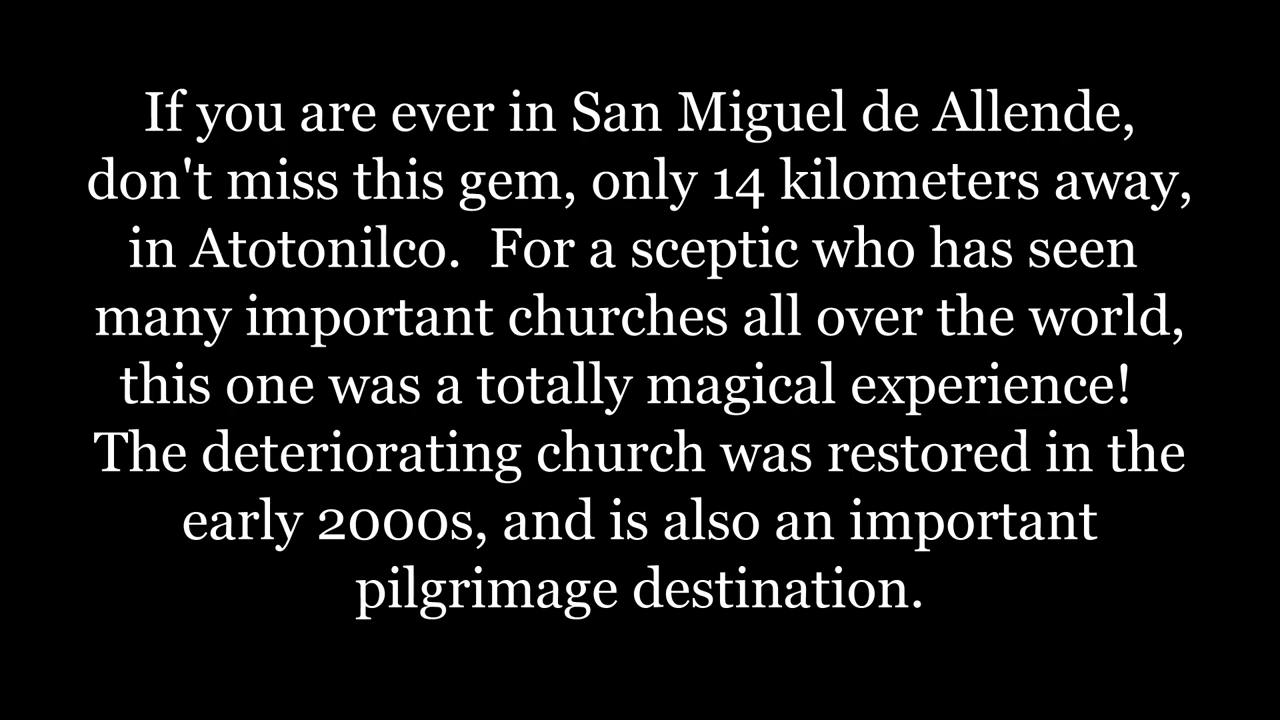 If you are ever in San Miguel de Allende,
don't miss this gem, only 14 kilometers away,
in Atotonilco.  For a sceptic who has seen
many important churches all over the world,
this one was a totally magical experience!
The deteriorating church was restored in the
early 2000s, and is also an important
pilgrimage destination.